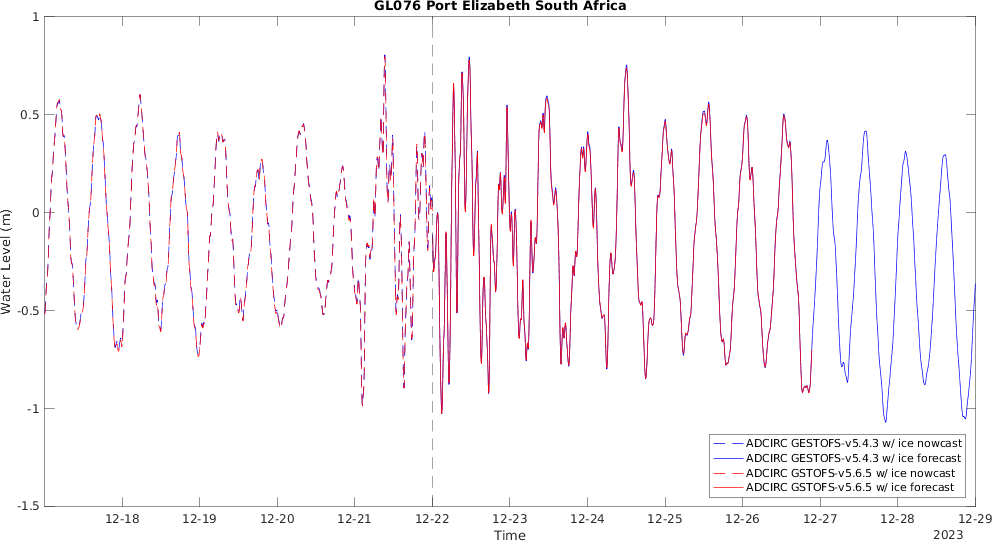 GL076 Port Elizabeth South Africa
1
0.5
0
-0.5
-1
-1.5
Water Level (m)
12-18 12-19 12-20 12-21 12-22 12-23 12-24 12-25 12-26 12-27 12-28 12-29
Time
2023
ADCIRC GESTOFS-v5.4.3 w/ ice nowcast
ADCIRC GESTOFS-v5.4.3 w/ ice forecast
ADCIRC GSTOFS-v5.6.5 w/ ice nowcast
ADCIRC GSTOFS-v5.6.5 w/ ice forecast